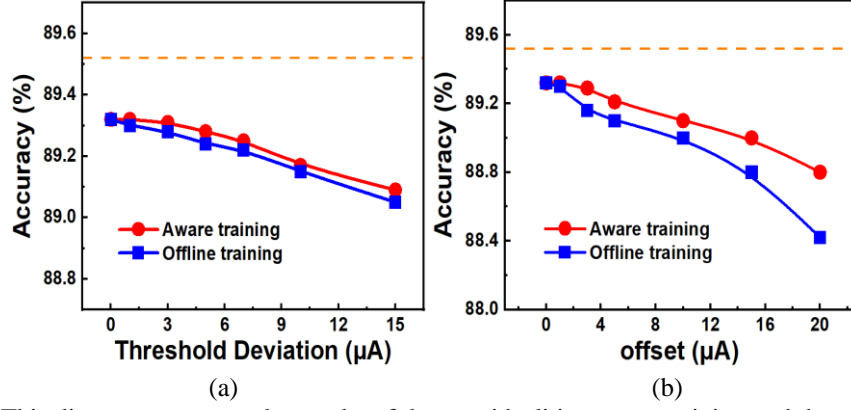 89.6
89.4
89.2
89.0
88.8
Accuracy (%)
Aware training
Offline training
0 3 6 9 12 15
Threshold Deviation (μA)
(a)
89.6
89.2
88.8
88.4
88.0
Accuracy (%)
Aware training
Offline training
0 4 8 12 16 20
offset (μA)
(b)